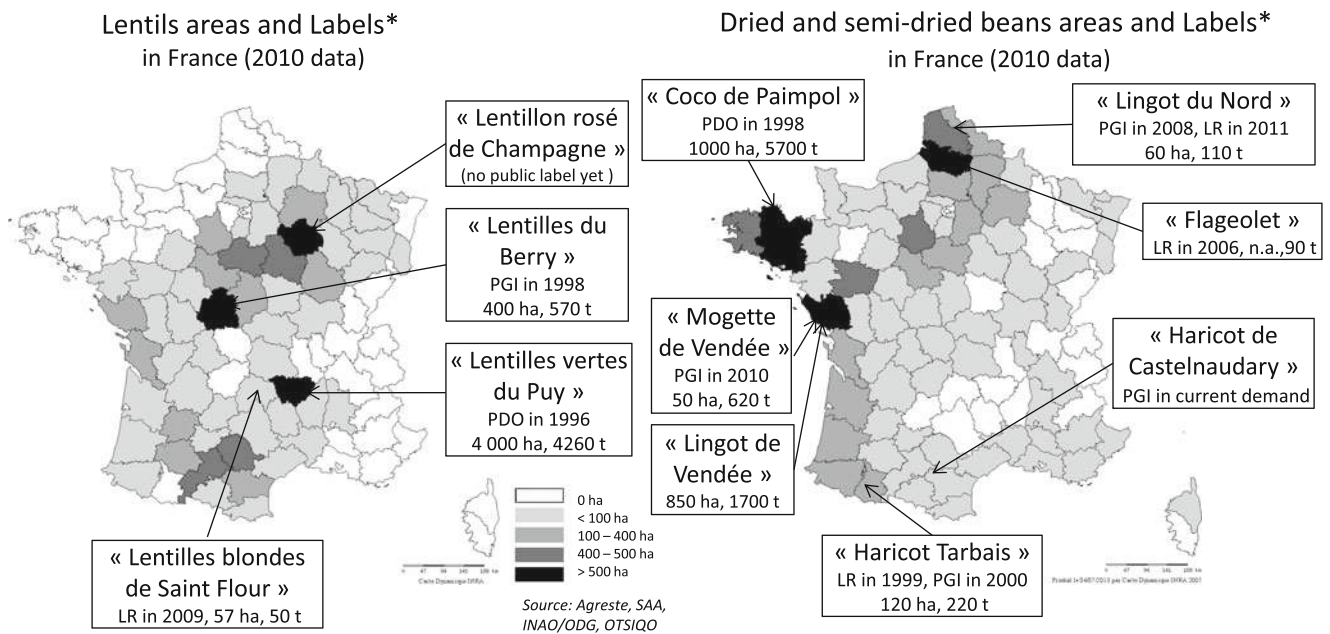 Lentils areas and Labels*
in France (2010 data)
« Lentillon rosé
de Champagne »
(no public label yet )
« Lentilles du
Berry »
PGI in 1998
400 ha, 570 t
« Lentilles vertes
du Puy »
PDO in 1996
4 000 ha, 4260 t
« Lentilles blondes
de Saint Flour »
LR in 2009, 57 ha, 50 t
0 ha
< 100 ha
100 – 400 ha
400 – 500 ha
> 500 ha
Carte Dynamique INRA
Source: Agreste, SAA,
INAO/ODG, OTSIQO
Dried and semi-dried beans areas and Labels*
in France (2010 data)
« Coco de Paimpol »
PDO in 1998
1000 ha, 5700 t
« Lingot du Nord »
PGI in 2008, LR in 2011
60 ha, 110 t
« Flageolet »
LR in 2006, n.a.,90 t
« Mogette
de Vendée »
PGI in 2010
50 ha, 620 t
« Lingot de
Vendée »
850 ha, 1700 t
« Haricot de
Castelnaudary »
PGI in current demand
« Haricot Tarbais »
LR in 1999, PGI in 2000
120 ha, 220 t
par Carte Dynamique INRA